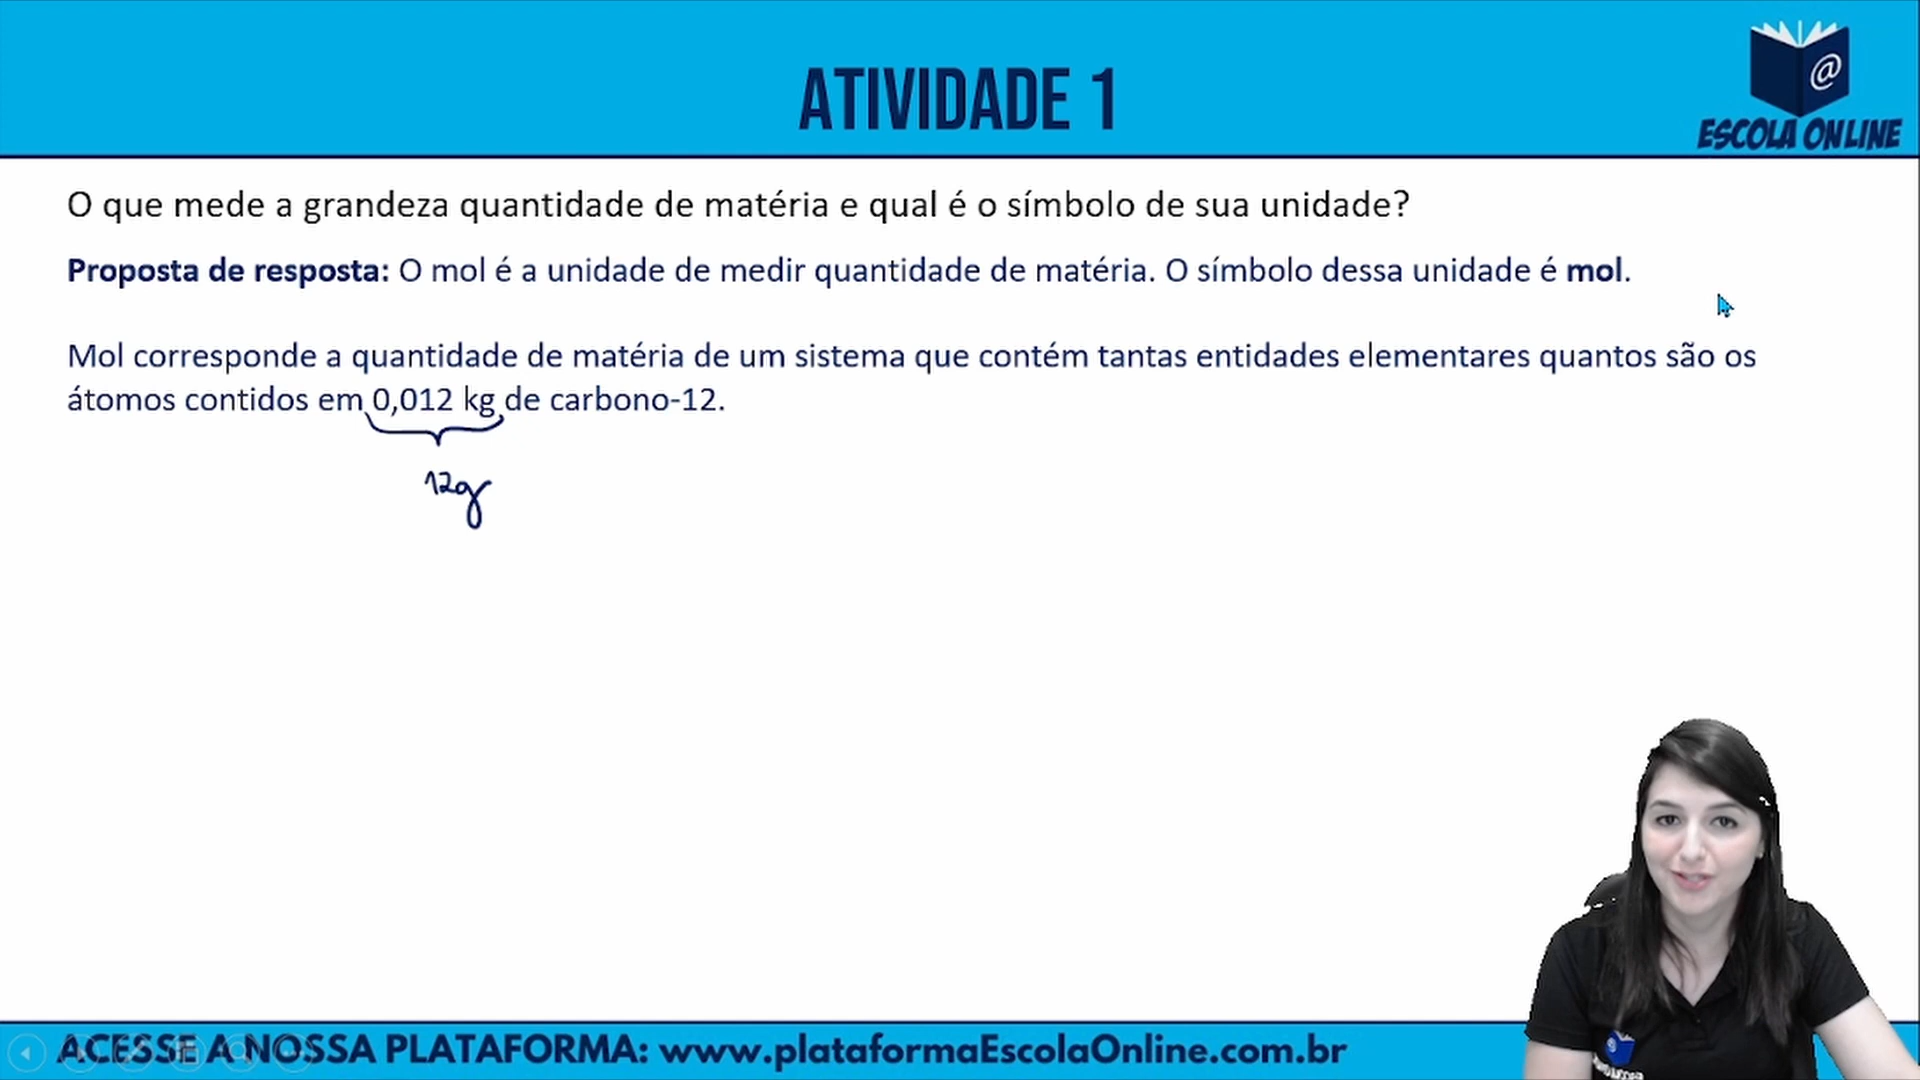 ATIVIDADE 1
@
ESCOLA ONLINE
O que mede a grandeza quantidade de matéria e qual é o símbolo de sua unidade?
Proposta de resposta: O mol é a unidade de medir quantidade de matéria. O símbolo dessa unidade é mol.
Mol corresponde a quantidade de matéria de um sistema que contém tantas entidades elementares quantos são os
átomos contidos em 0,012 kg de carbono-12.
12g
ACESSE A NOSSA PLATAFORMA: www.plataformaEscolaOnline.com.br